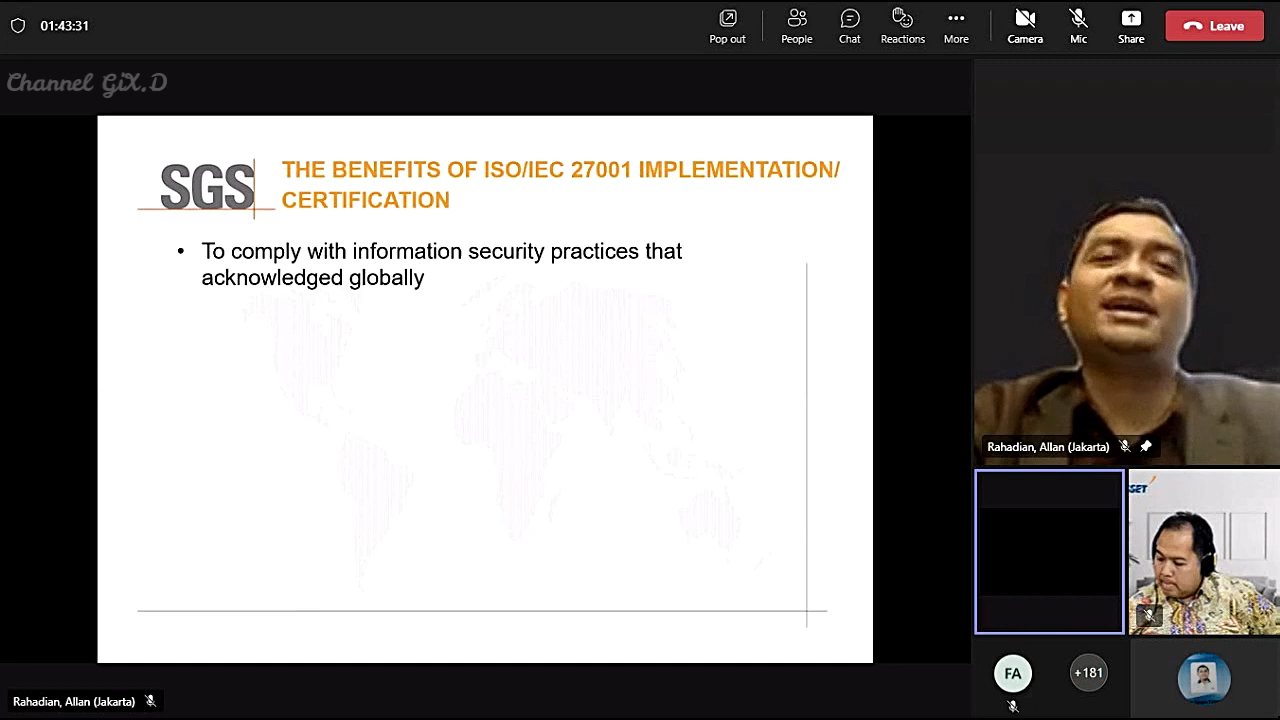 01:43:31
Pop out
People
Chat
Reactions
More
Camera
Mic
Share
Leave
Channel GiX.D
SGS
THE BENEFITS OF ISO/IEC 27001 IMPLEMENTATION/
CERTIFICATION
• To comply with information security practices that
acknowledged globally
Rahadian, Allan (Jakarta)
SET
FA
+181
Rahadian, Allan (Jakarta)